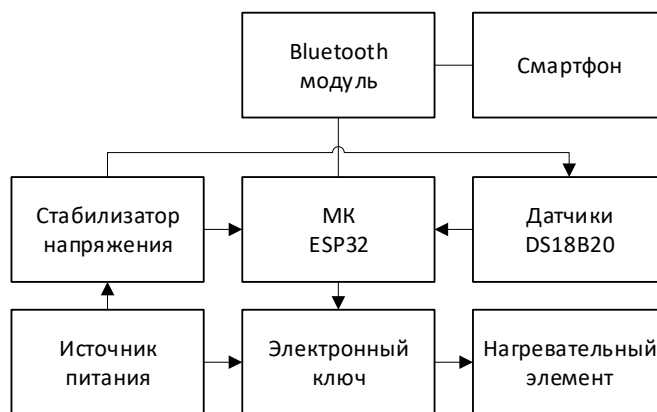 Bluetooth
модуль
Смартфон
Стабилизатор
напряжения
МК
ESP32
Датчики
DS18B20
Источник
питания
Электронный
ключ
Нагревательный
элемент